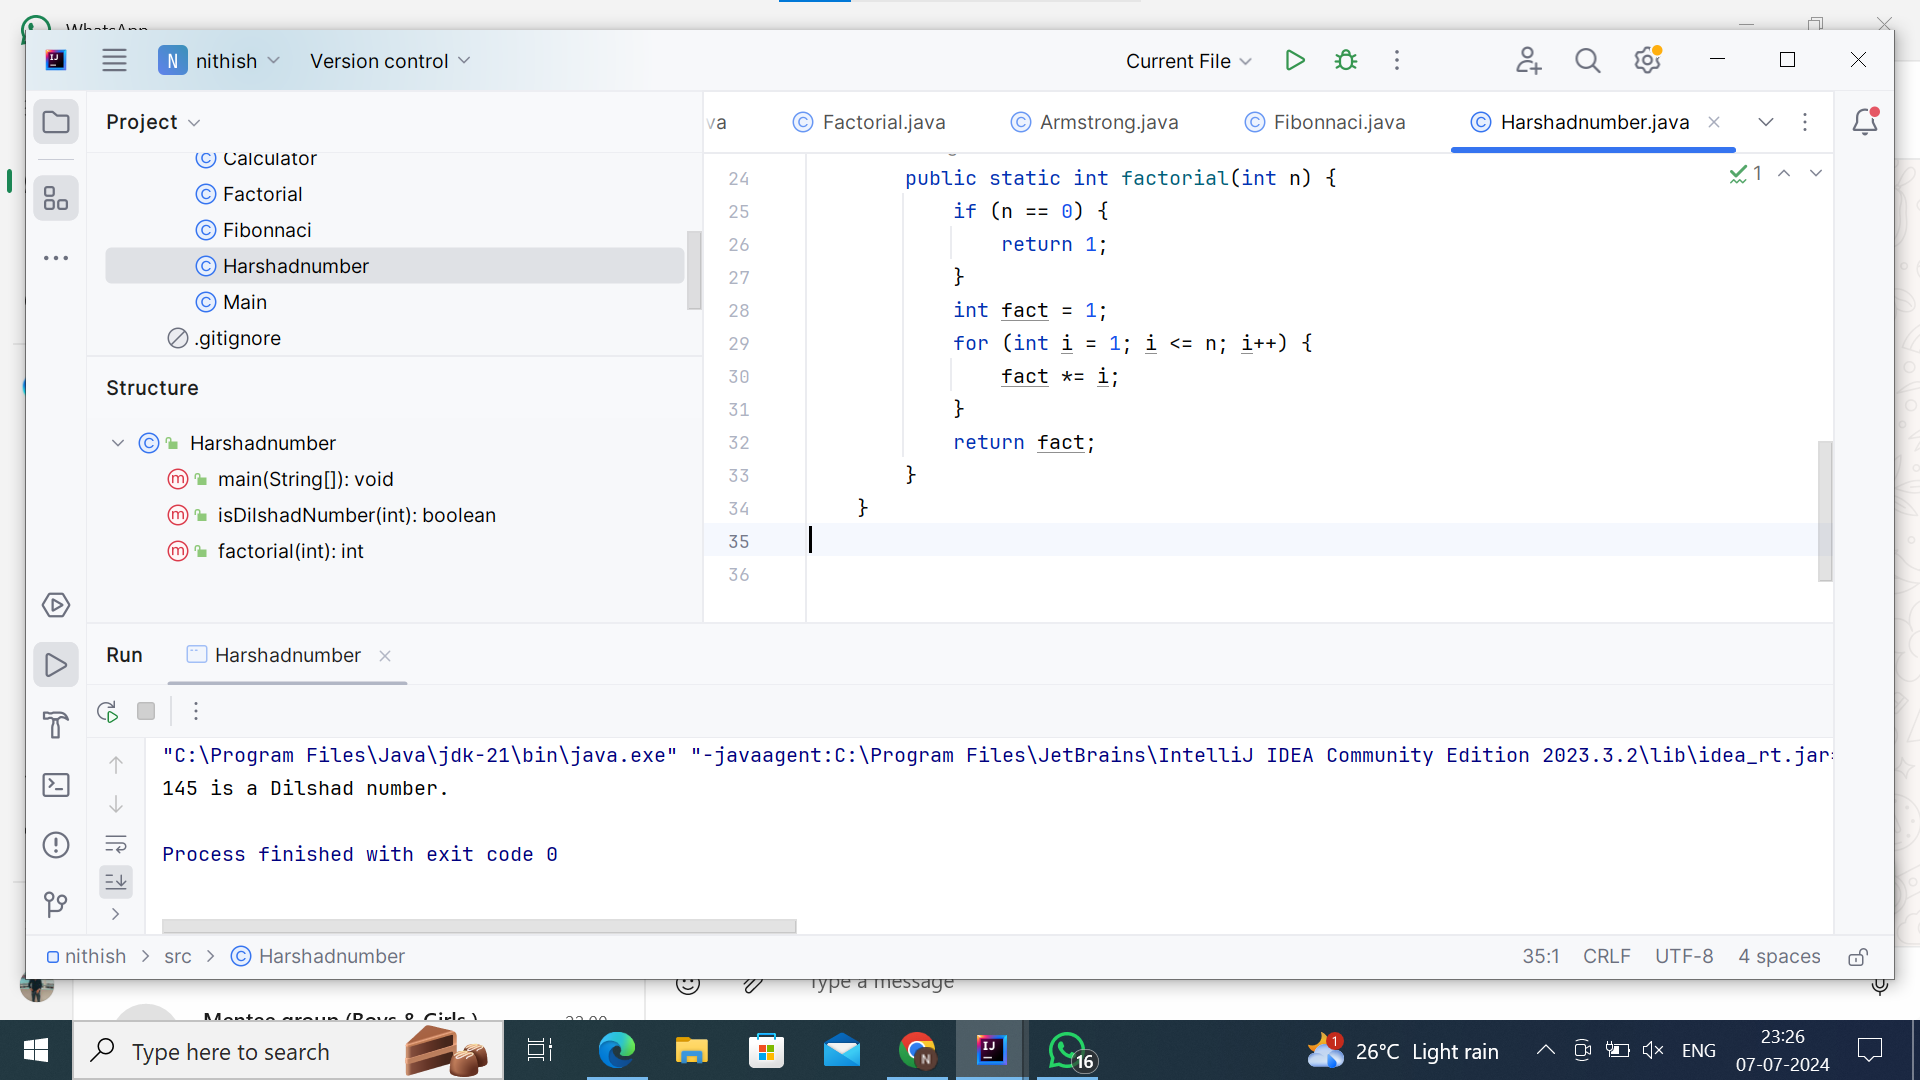 WhatsApp
N nithish
Version control
Current File
Project
va
Factorial.java
Armstrong.java
Fibonnaci.java
Harshadnumber.java
Calculator
Factorial
Fibonnaci
Harshadnumber
Main
.gitignore
Structure
Harshadnumber
main(String[]): void
isDilshadNumber(int): boolean
factorial(int): int
1
24 public static int factorial(int n) {
25 if (n == 0) {
26 return 1;
27 }
28 int fact = 1;
29 for (int i = 1; i <= n; i++) {
30 fact *= i;
31 }
32 return fact;
33 }
34 }
35
36
Run
Harshadnumber
"C:\Program Files\Java\jdk-21\bin\java.exe" "-javaagent:C:\Program Files\JetBrains\IntelliJ IDEA Community Edition 2023.3.2\lib\idea_rt.jar=
145 is a Dilshad number.
Process finished with exit code 0
nithish > src > Harshadnumber
35:1 CRLF UTF-8 4 spaces
Type a message
Mentee group (Boys & Girls )
Type here to search
N
IJ
16
1
26°C Light rain
ENG
23:26
07-07-2024